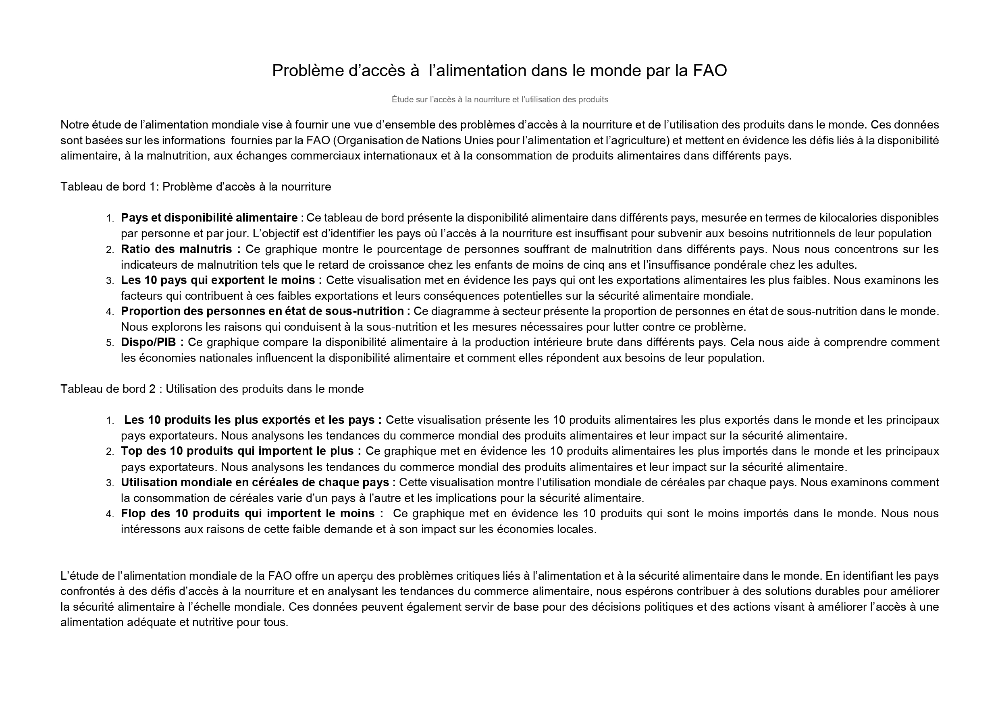 Problème d’accès à  l’alimentation dans le monde par la FAO
Étude sur l’accès à la nourriture et l’utilisation des produits
Notre étude de l’alimentation mondiale vise à fournir une vue d’ensemble des problèmes d’accès à la nourriture et de l’utilisation des produits dans le monde. Ces données
sont basées sur les informations  fournies par la FAO (Organisation de Nations Unies pour l’alimentation et l’agriculture) et mettent en évidence les défis liés à la disponibilité
alimentaire, à la malnutrition, aux échanges commerciaux internationaux et à la consommation de produits alimentaires dans différents pays.
Tableau de bord 1: Problème d’accès à la nourriture
1. Pays et disponibilité alimentaire : Ce tableau de bord présente la disponibilité alimentaire dans différents pays, mesurée en termes de kilocalories disponibles
par personne et par jour. L’objectif est d’identifier les pays où l’accès à la nourriture est insuffisant pour subvenir aux besoins nutritionnels de leur population
2. Ratio des malnutris : Ce graphique montre le pourcentage de personnes souffrant de malnutrition dans différents pays. Nous nous concentrons sur les
indicateurs de malnutrition tels que le retard de croissance chez les enfants de moins de cinq ans et l’insuffisance pondérale chez les adultes.
3. Les 10 pays qui exportent le moins : Cette visualisation met en évidence les pays qui ont les exportations alimentaires les plus faibles. Nous examinons les
facteurs qui contribuent à ces faibles exportations et leurs conséquences potentielles sur la sécurité alimentaire mondiale.
4. Proportion des personnes en état de sous-nutrition : Ce diagramme à secteur présente la proportion de personnes en état de sous-nutrition dans le monde.
Nous explorons les raisons qui conduisent à la sous-nutrition et les mesures nécessaires pour lutter contre ce problème.
5. Dispo/PIB : Ce graphique compare la disponibilité alimentaire à la production intérieure brute dans différents pays. Cela nous aide à comprendre comment
les économies nationales influencent la disponibilité alimentaire et comment elles répondent aux besoins de leur population.
Tableau de bord 2 : Utilisation des produits dans le monde
1.  Les 10 produits les plus exportés et les pays : Cette visualisation présente les 10 produits alimentaires les plus exportés dans le monde et les principaux
pays exportateurs. Nous analysons les tendances du commerce mondial des produits alimentaires et leur impact sur la sécurité alimentaire.
2. Top des 10 produits qui importent le plus : Ce graphique met en évidence les 10 produits alimentaires les plus importés dans le monde et les principaux
pays exportateurs. Nous analysons les tendances du commerce mondial des produits alimentaires et leur impact sur la sécurité alimentaire.
3. Utilisation mondiale en céréales de chaque pays : Cette visualisation montre l’utilisation mondiale de céréales par chaque pays. Nous examinons comment
la consommation de céréales varie d’un pays à l’autre et les implications pour la sécurité alimentaire.
4. Flop des 10 produits qui importent le moins :  Ce graphique met en évidence les 10 produits qui sont le moins importés dans le monde. Nous nous
intéressons aux raisons de cette faible demande et à son impact sur les économies locales.
L’étude de l’alimentation mondiale de la FAO offre un aperçu des problèmes critiques liés à l’alimentation et à la sécurité alimentaire dans le monde. En identifiant les pays
confrontés à des défis d’accès à la nourriture et en analysant les tendances du commerce alimentaire, nous espérons contribuer à des solutions durables pour améliorer
la sécurité alimentaire à l’échelle mondiale. Ces données peuvent également servir de base pour des décisions politiques et des actions visant à améliorer l’accès à une
alimentation adéquate et nutritive pour tous.